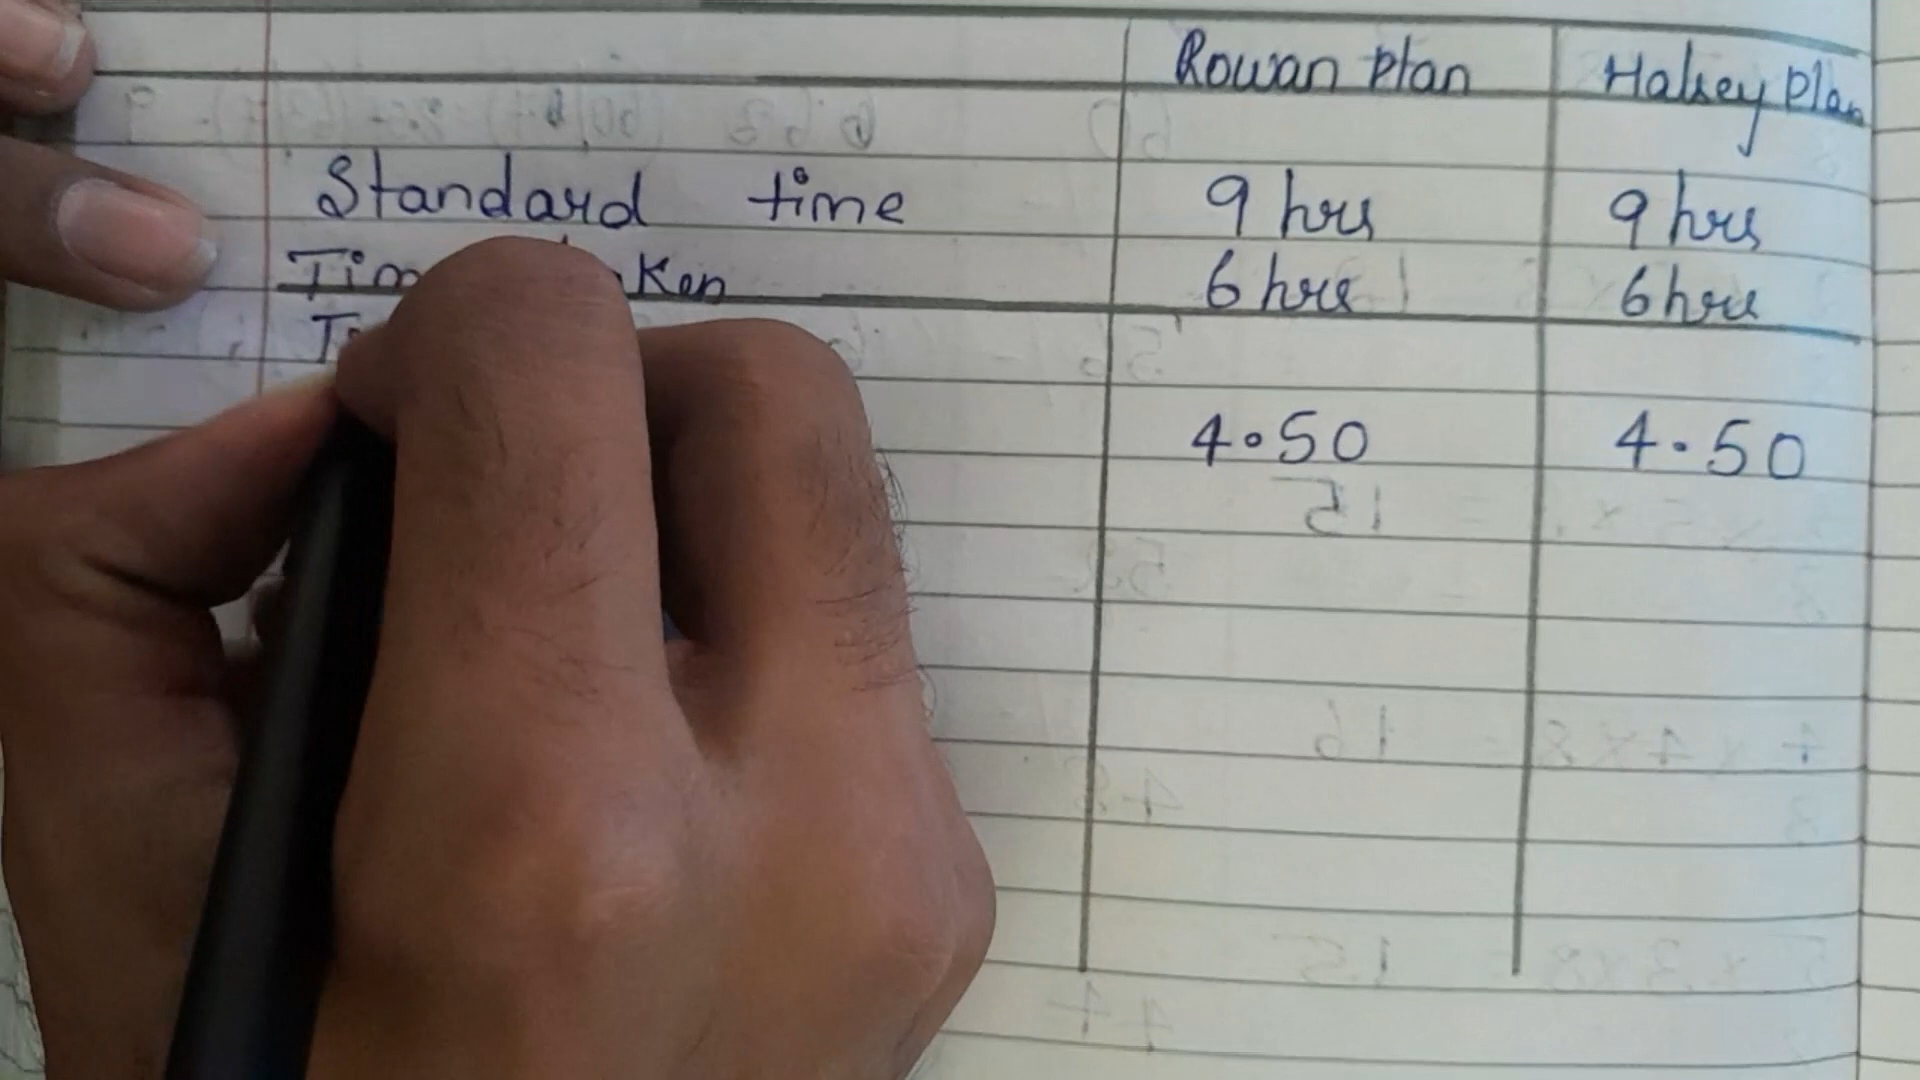 Rowan plan Halsey Plan
Standard time 9 hrs 9 hrs
6 hrs 6 hrs
4.50 4.50